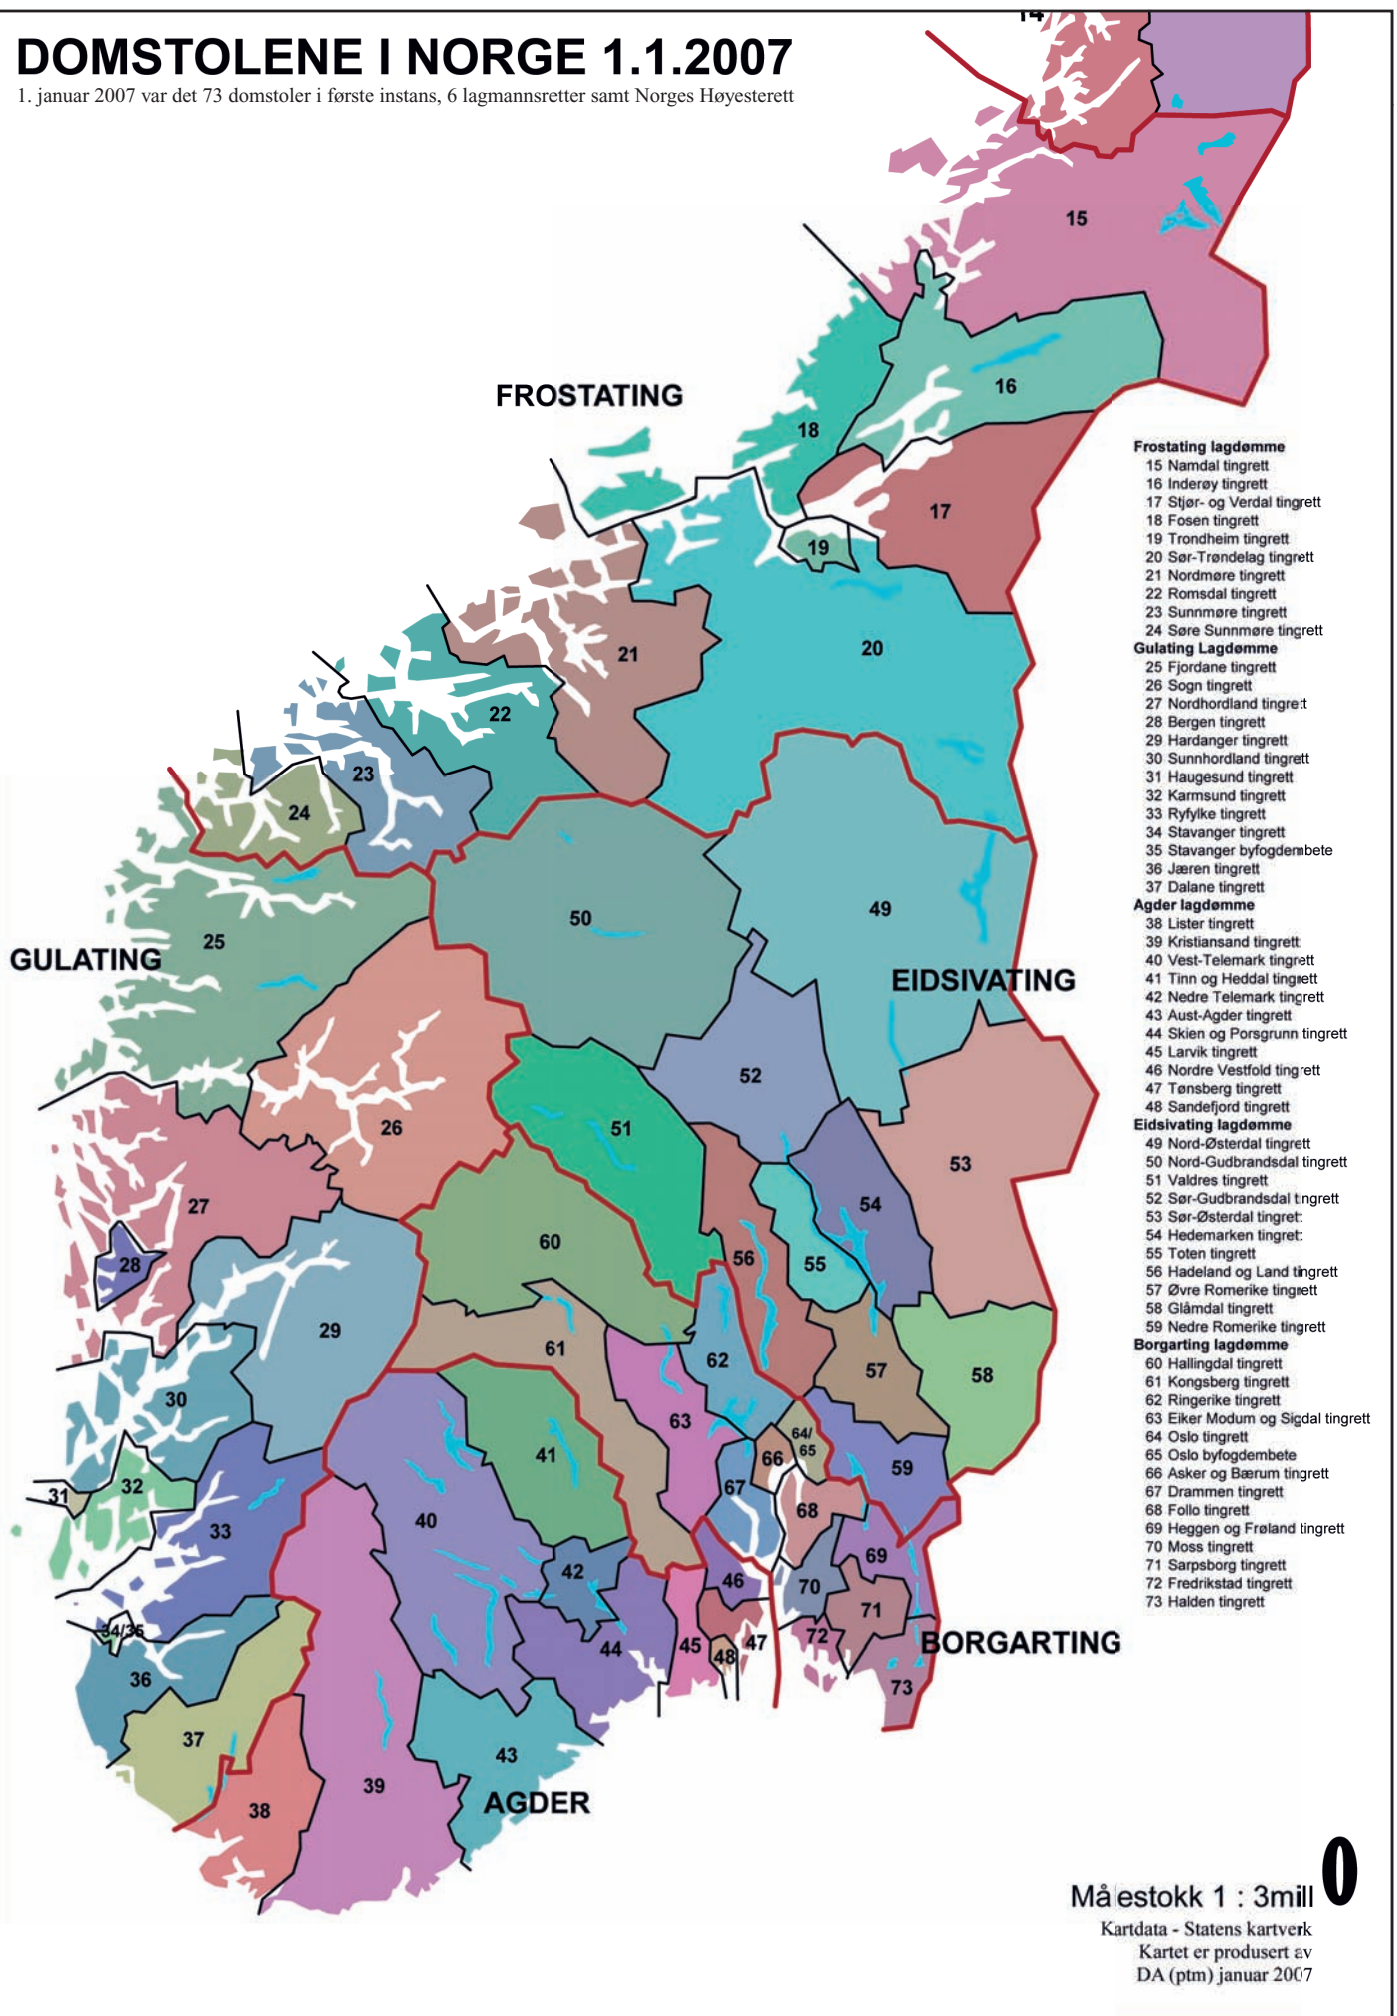 DOMSTOLENE I NORGE 1.1.2007
1. januar 2007 var det 73 domstoler i første instans, 6 lagmannsretter samt Norges Høyesterett
14
15
16
FROSTATING
18
17
19
20
21
22
23
24
Frostating lagdømme
15 Namdal tingrett
16 Inderøy tingrett
17 Stjør- og Verdal tingrett
18 Fosen tingrett
19 Trondheim tingrett
20 Sør-Trøndelag tingrett
21 Nordmøre tingrett
22 Romsdal tingrett
23 Sunnmøre tingrett
24 Søre Sunnmøre tingrett
Gulating Lagdømme
25 Fjordane tingrett
26 Sogn tingrett
27 Nordhordland tingrett
28 Bergen tingrett
29 Hardanger tingrett
30 Sunnhordland tingrett
31 Haugesund tingrett
32 Karmsund tingrett
33 Ryfylke tingrett
34 Stavanger tingrett
35 Stavanger byfogdembete
36 Jæren tingrett
37 Dalane tingrett
Agder lagdømme
38 Lister tingrett
39 Kristiansand tingrett
40 Vest-Telemark tingrett
41 Tinn og Heddal tingrett
42 Nedre Telemark tingrett
43 Aust-Agder tingrett
44 Skien og Porsgrunn tingrett
45 Larvik tingrett
46 Nordre Vestfold tingrett
47 Tønsberg tingrett
48 Sandefjord tingrett
Eidsivating lagdømme
49 Nord-Østerdal tingrett
50 Nord-Gudbrandsdal tingrett
51 Valdres tingrett
52 Sør-Gudbrandsdal tingrett
53 Sør-Østerdal tingrett
54 Hedemarken tingrett
55 Toten tingrett
56 Hadeland og Land tingrett
57 Øvre Romerike tingrett
58 Glåmdal tingrett
59 Nedre Romerike tingrett
Borgarting lagdømme
60 Hallingdal tingrett
61 Kongsberg tingrett
62 Ringerike tingrett
63 Eiker Modum og Sigdal tingrett
64 Oslo tingrett
65 Oslo byfogdembete
66 Asker og Bærum tingrett
67 Drammen tingrett
68 Follo tingrett
69 Heggen og Frøland tingrett
70 Moss tingrett
71 Sarpsborg tingrett
72 Fredrikstad tingrett
73 Halden tingrett
50
49
25
GULATING
EIDSIVATING
52
51
26
53
27
54
60
56
55
28
29
61
62
57
58
30
63
41
64/
65
66
59
32
31
67
68
40
33
69
42
46
70
71
34/35
72
44
45
47
48
BORGARTING
36
73
37
43
39
AGDER
38
0
Målestokk 1 : 3mill
Kartdata - Statens kartverk
Kartet er produsert av
DA (ptm) januar 2007